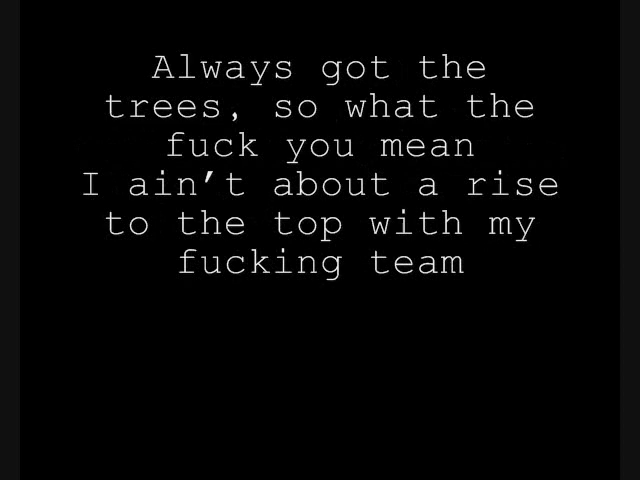 Always got the
trees, so what the
fuck you mean
I ain't about a rise
to the top with my
fucking team